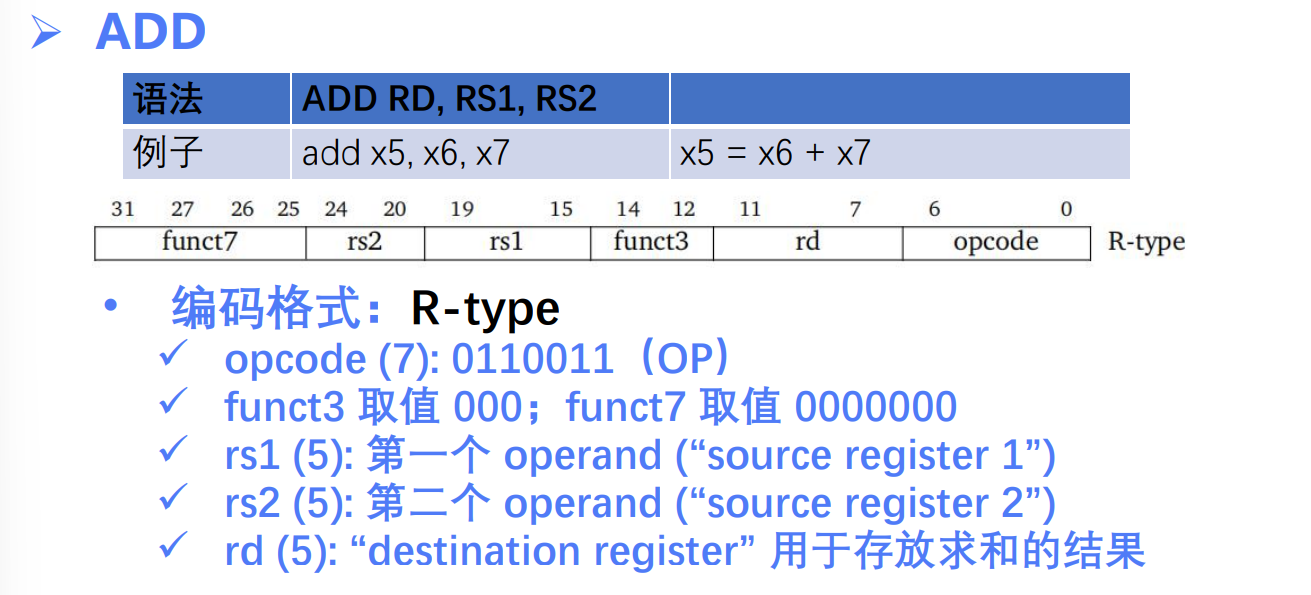 ➢ ADD
语法 ADD RD, RS1, RS2
例子 add x5, x6, x7 x5 = x6 + x7
31 27 26 25 24 20 19 15 14 12 11 7 6 0
funct7 rs2 rs1 funct3 rd opcode R-type
• 编码格式：R-type
✓ opcode (7): 0110011（OP）
✓ funct3 取值 000；funct7 取值 0000000
✓ rs1 (5): 第一个 operand (“source register 1”)
✓ rs2 (5): 第二个 operand (“source register 2”)
✓ rd (5): “destination register” 用于存放求和的结果